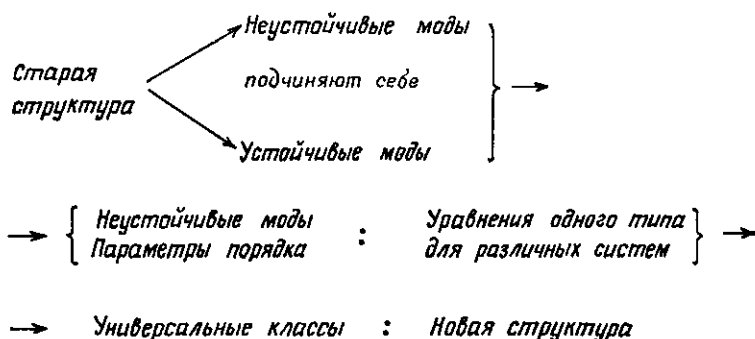 Неустойчивые моды
Старая
структура
подчиняют себе
Устойчивые моды
Неустойчивые моды : Уравнения одного типа
Параметры порядка для различных систем
Универсальные классы : Новая структура